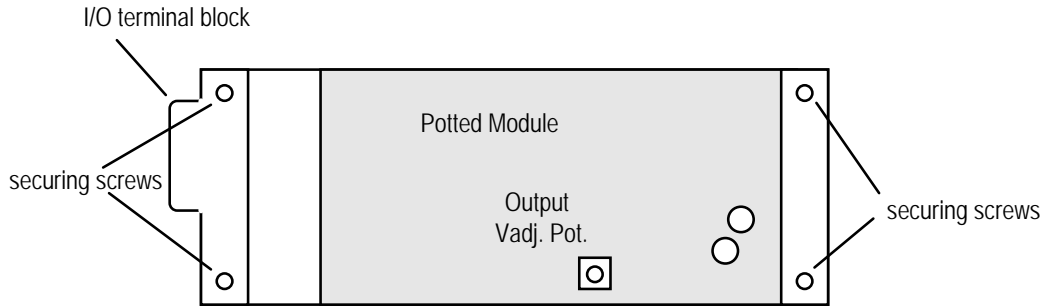 I/O terminal block
Potted Module
securing screws
Output
Vadj. Pot.
securing screws